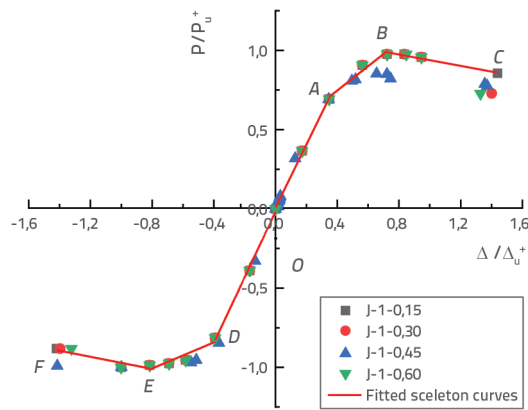 P/P_u^+
B
1,0
C
A
0,5
0,0
-1,6
-1,2
-0,8
-0,4
0,0
0,4
0,8
1,2
1,6
Δ/Δ_u^+
O
-0,5
D
F
E
-1,0
J-1-0,15
J-1-0,30
J-1-0,45
J-1-0,60
Fitted sceleton curves